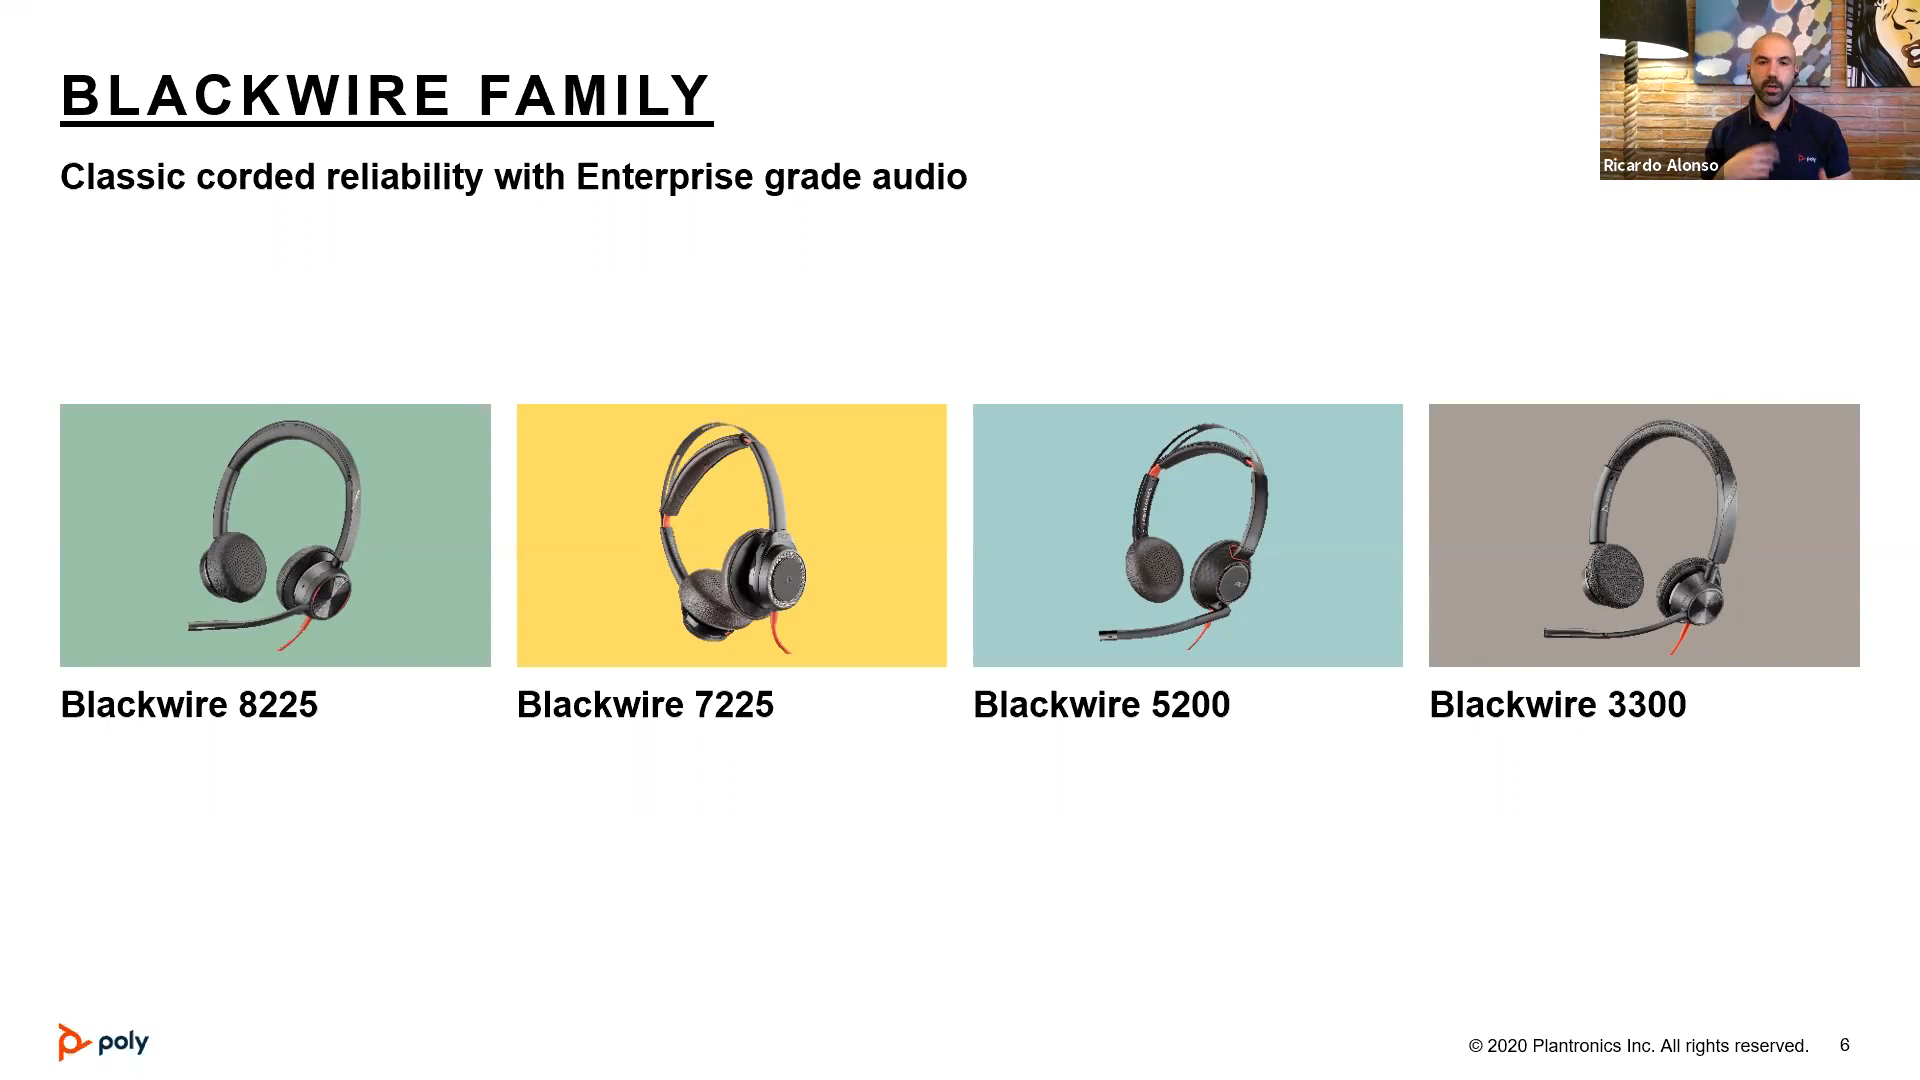 BLACKWIRE FAMILY
Classic corded reliability with Enterprise grade audio
Ricardo Alonso
poly
Blackwire 8225
Blackwire 7225
Blackwire 5200
Blackwire 3300
poly
© 2020 Plantronics Inc. All rights reserved.
6